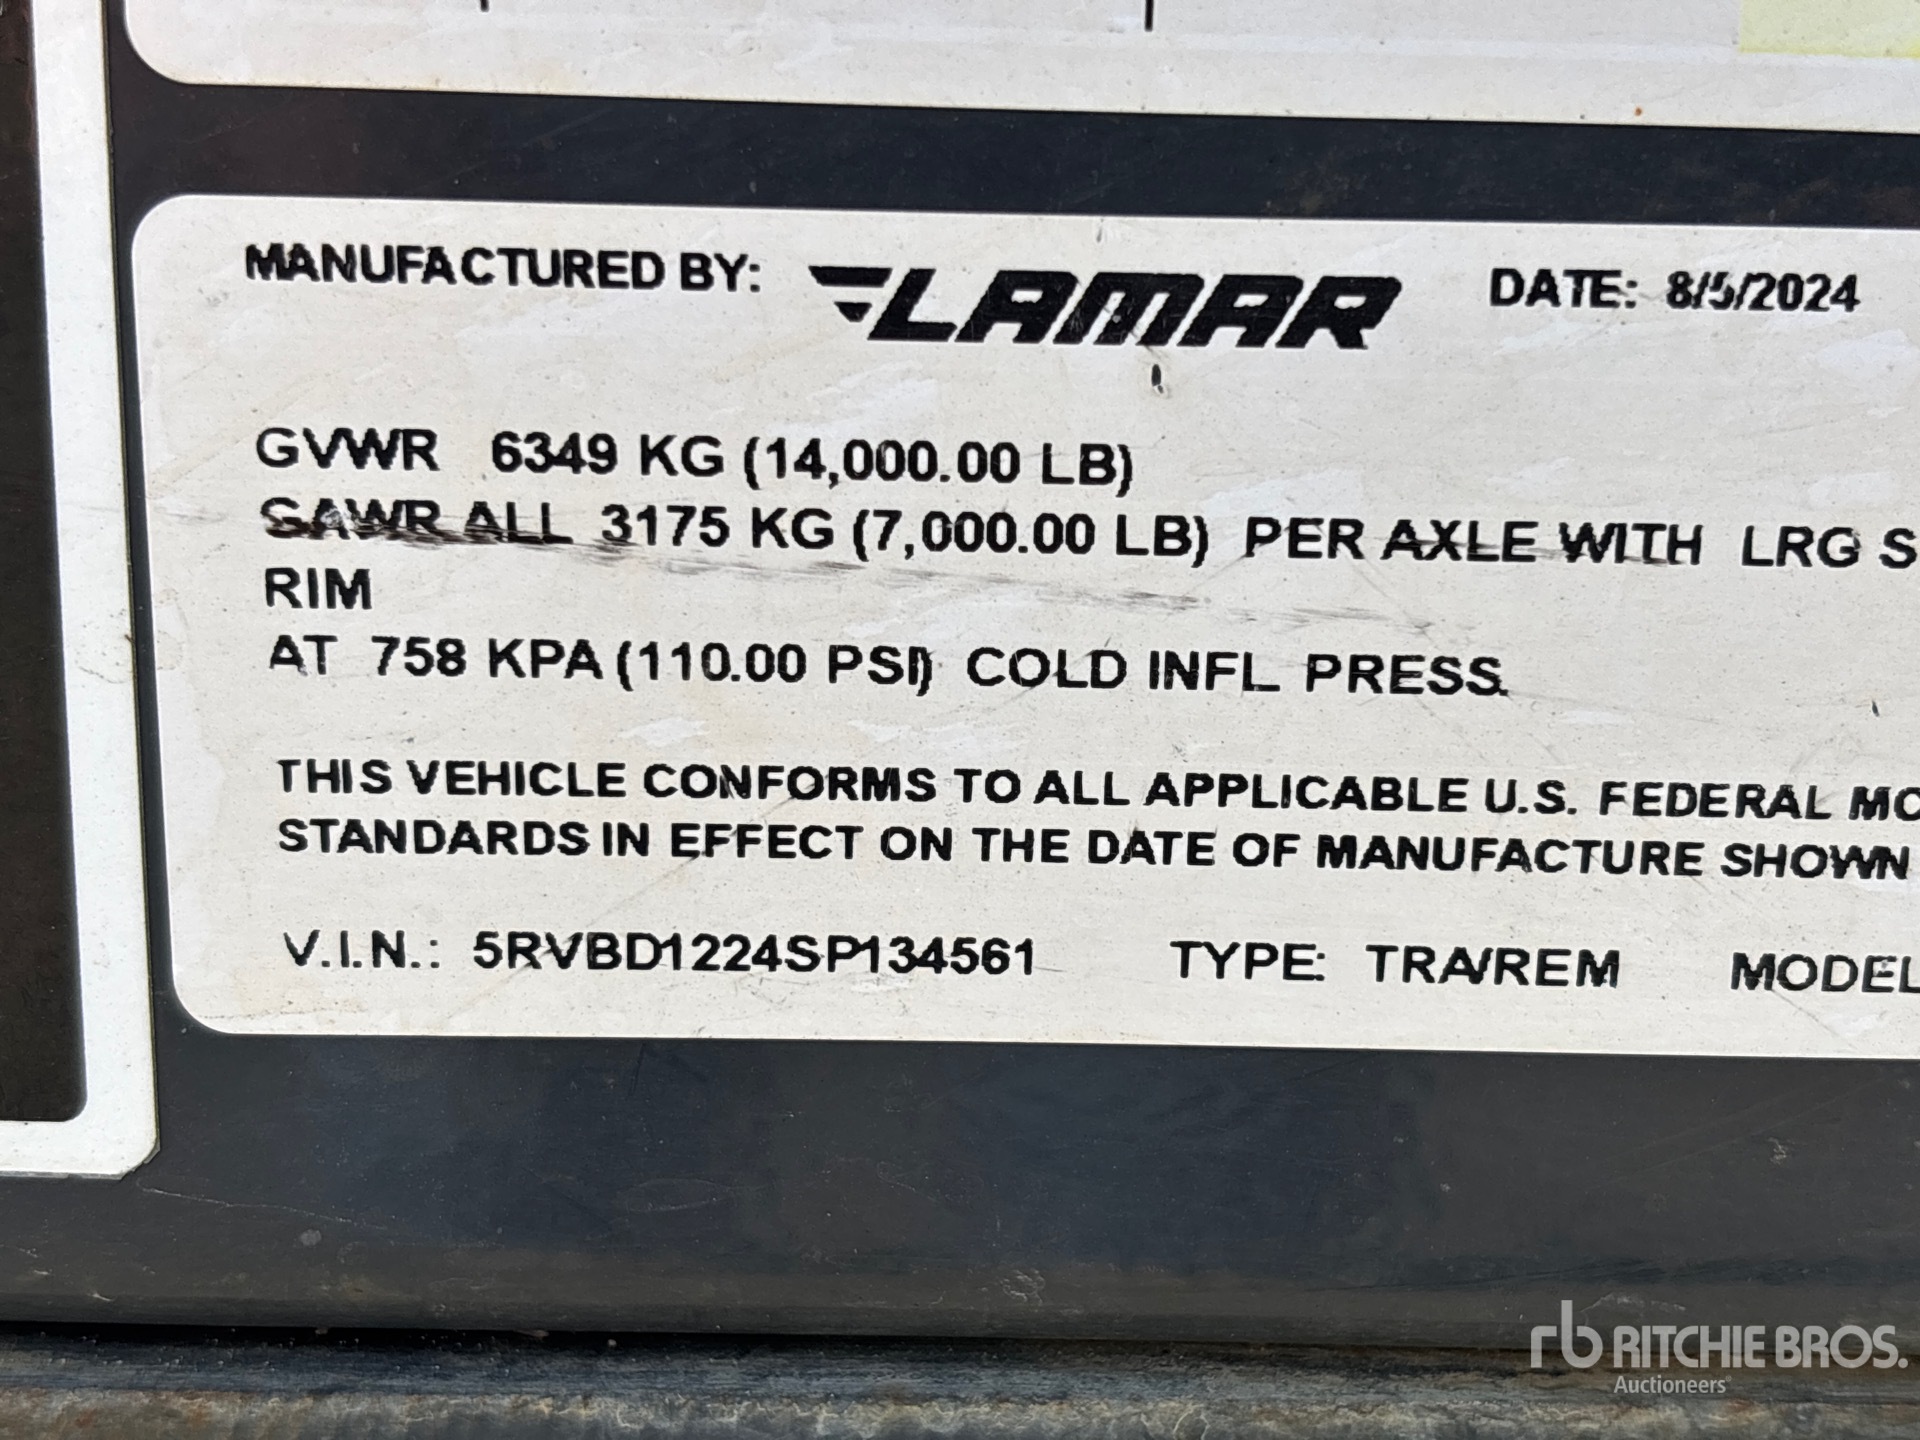 MANUFACTURED BY: LAMAR DATE: 8/5/2024
GVWR 6349 KG (14,000.00 LB)
GAWR ALL 3175 KG (7,000.00 LB) PER AXLE WITH LRG S
RIM
AT 758 KPA (110.00 PSI) COLD INFL. PRESS.
THIS VEHICLE CONFORMS TO ALL APPLICABLE U.S. FEDERAL MO
STANDARDS IN EFFECT ON THE DATE OF MANUFACTURE SHOWN
V.I.N.: 5RVBD1224SP134561 TYPE: TRA/REM MODEL
rb RITCHIE BROS.
Auctioneers